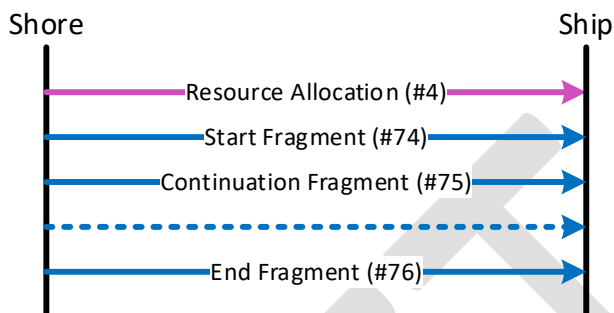 Shore
Ship
Resource Allocation (#4)
Start Fragment (#74)
Continuation Fragment (#75)
End Fragment (#76)